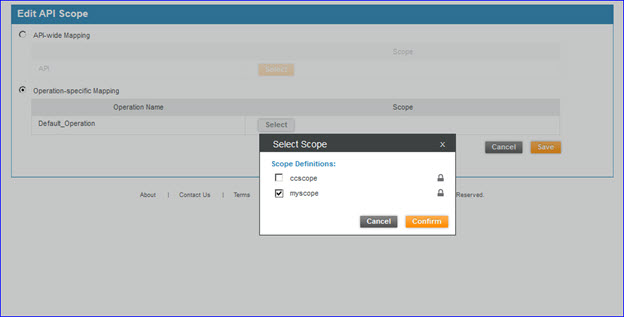 Edit API Scope
API-wide Mapping
Scope
API
Select
Operation-specific Mapping
Operation Name Scope
Default_Operation Select
Select Scope X
Scope Definitions:
ccscope
myscope
Cancel Confirm
Cancel Save
About | Contact Us | Terms Reserved.